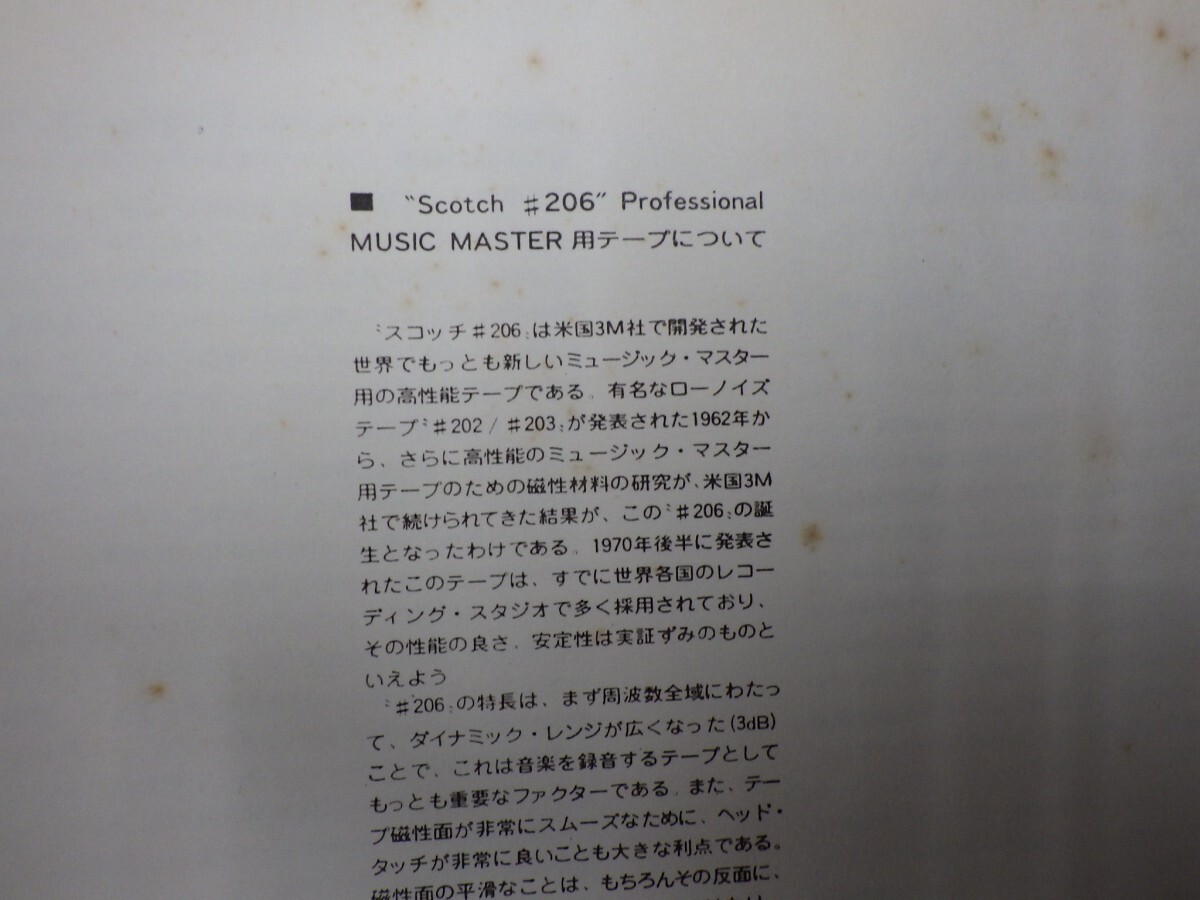 ■ "Scotch ♯206" Professional
MUSIC MASTER 用テープについて
〝スコッチ♯206〟は米国3M社で開発された
世界でもっとも新しいミュージック・マスター
用の高性能テープである。有名なローノイズ
テープ〝♯202 / ♯203〟が発表された1962年か
ら、さらに高性能のミュージック・マスター
用テープのための磁性材料の研究が、米国3M
社で続けられてきた結果が、この〝♯206〟の誕
生となったわけである。1970年後半に発表さ
れたこのテープは、すでに世界各国のレコー
ディング・スタジオで多く採用されており、
その性能の良さ、安定性は実証ずみのものと
いえよう
〝♯206〟の特長は、まず周波数全域にわたっ
て、ダイナミック・レンジが広くなった(3dB)
ことで、これは音楽を録音するテープとして
もっとも重要なファクターである。また、テー
プ磁性面が非常にスムーズなために、ヘッド・
タッチが非常に良いことも大きな利点である。
磁性面の平滑なことは、もちろんその反面に、